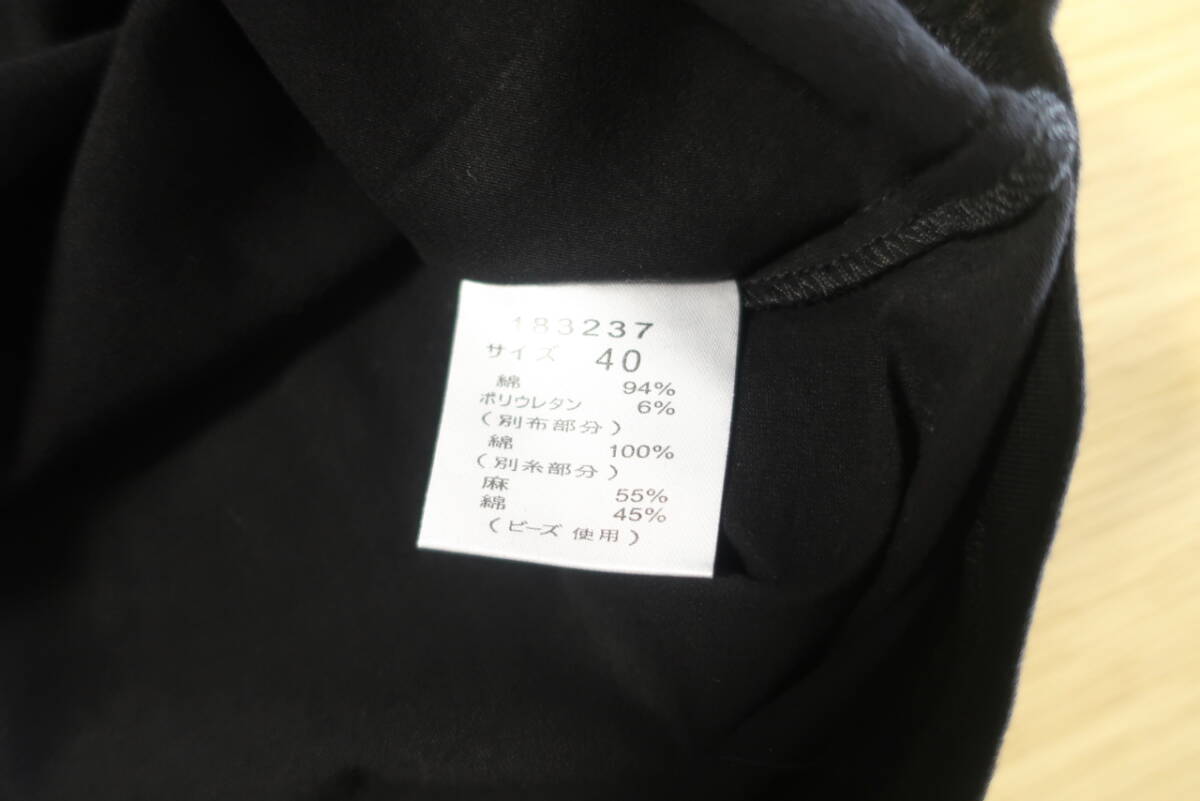 183237
サイズ 40
綿 94%
ポリウレタン 6%
(別布部分)
綿 100%
(別糸部分)
麻 55%
綿 45%
(ビーズ 使用)